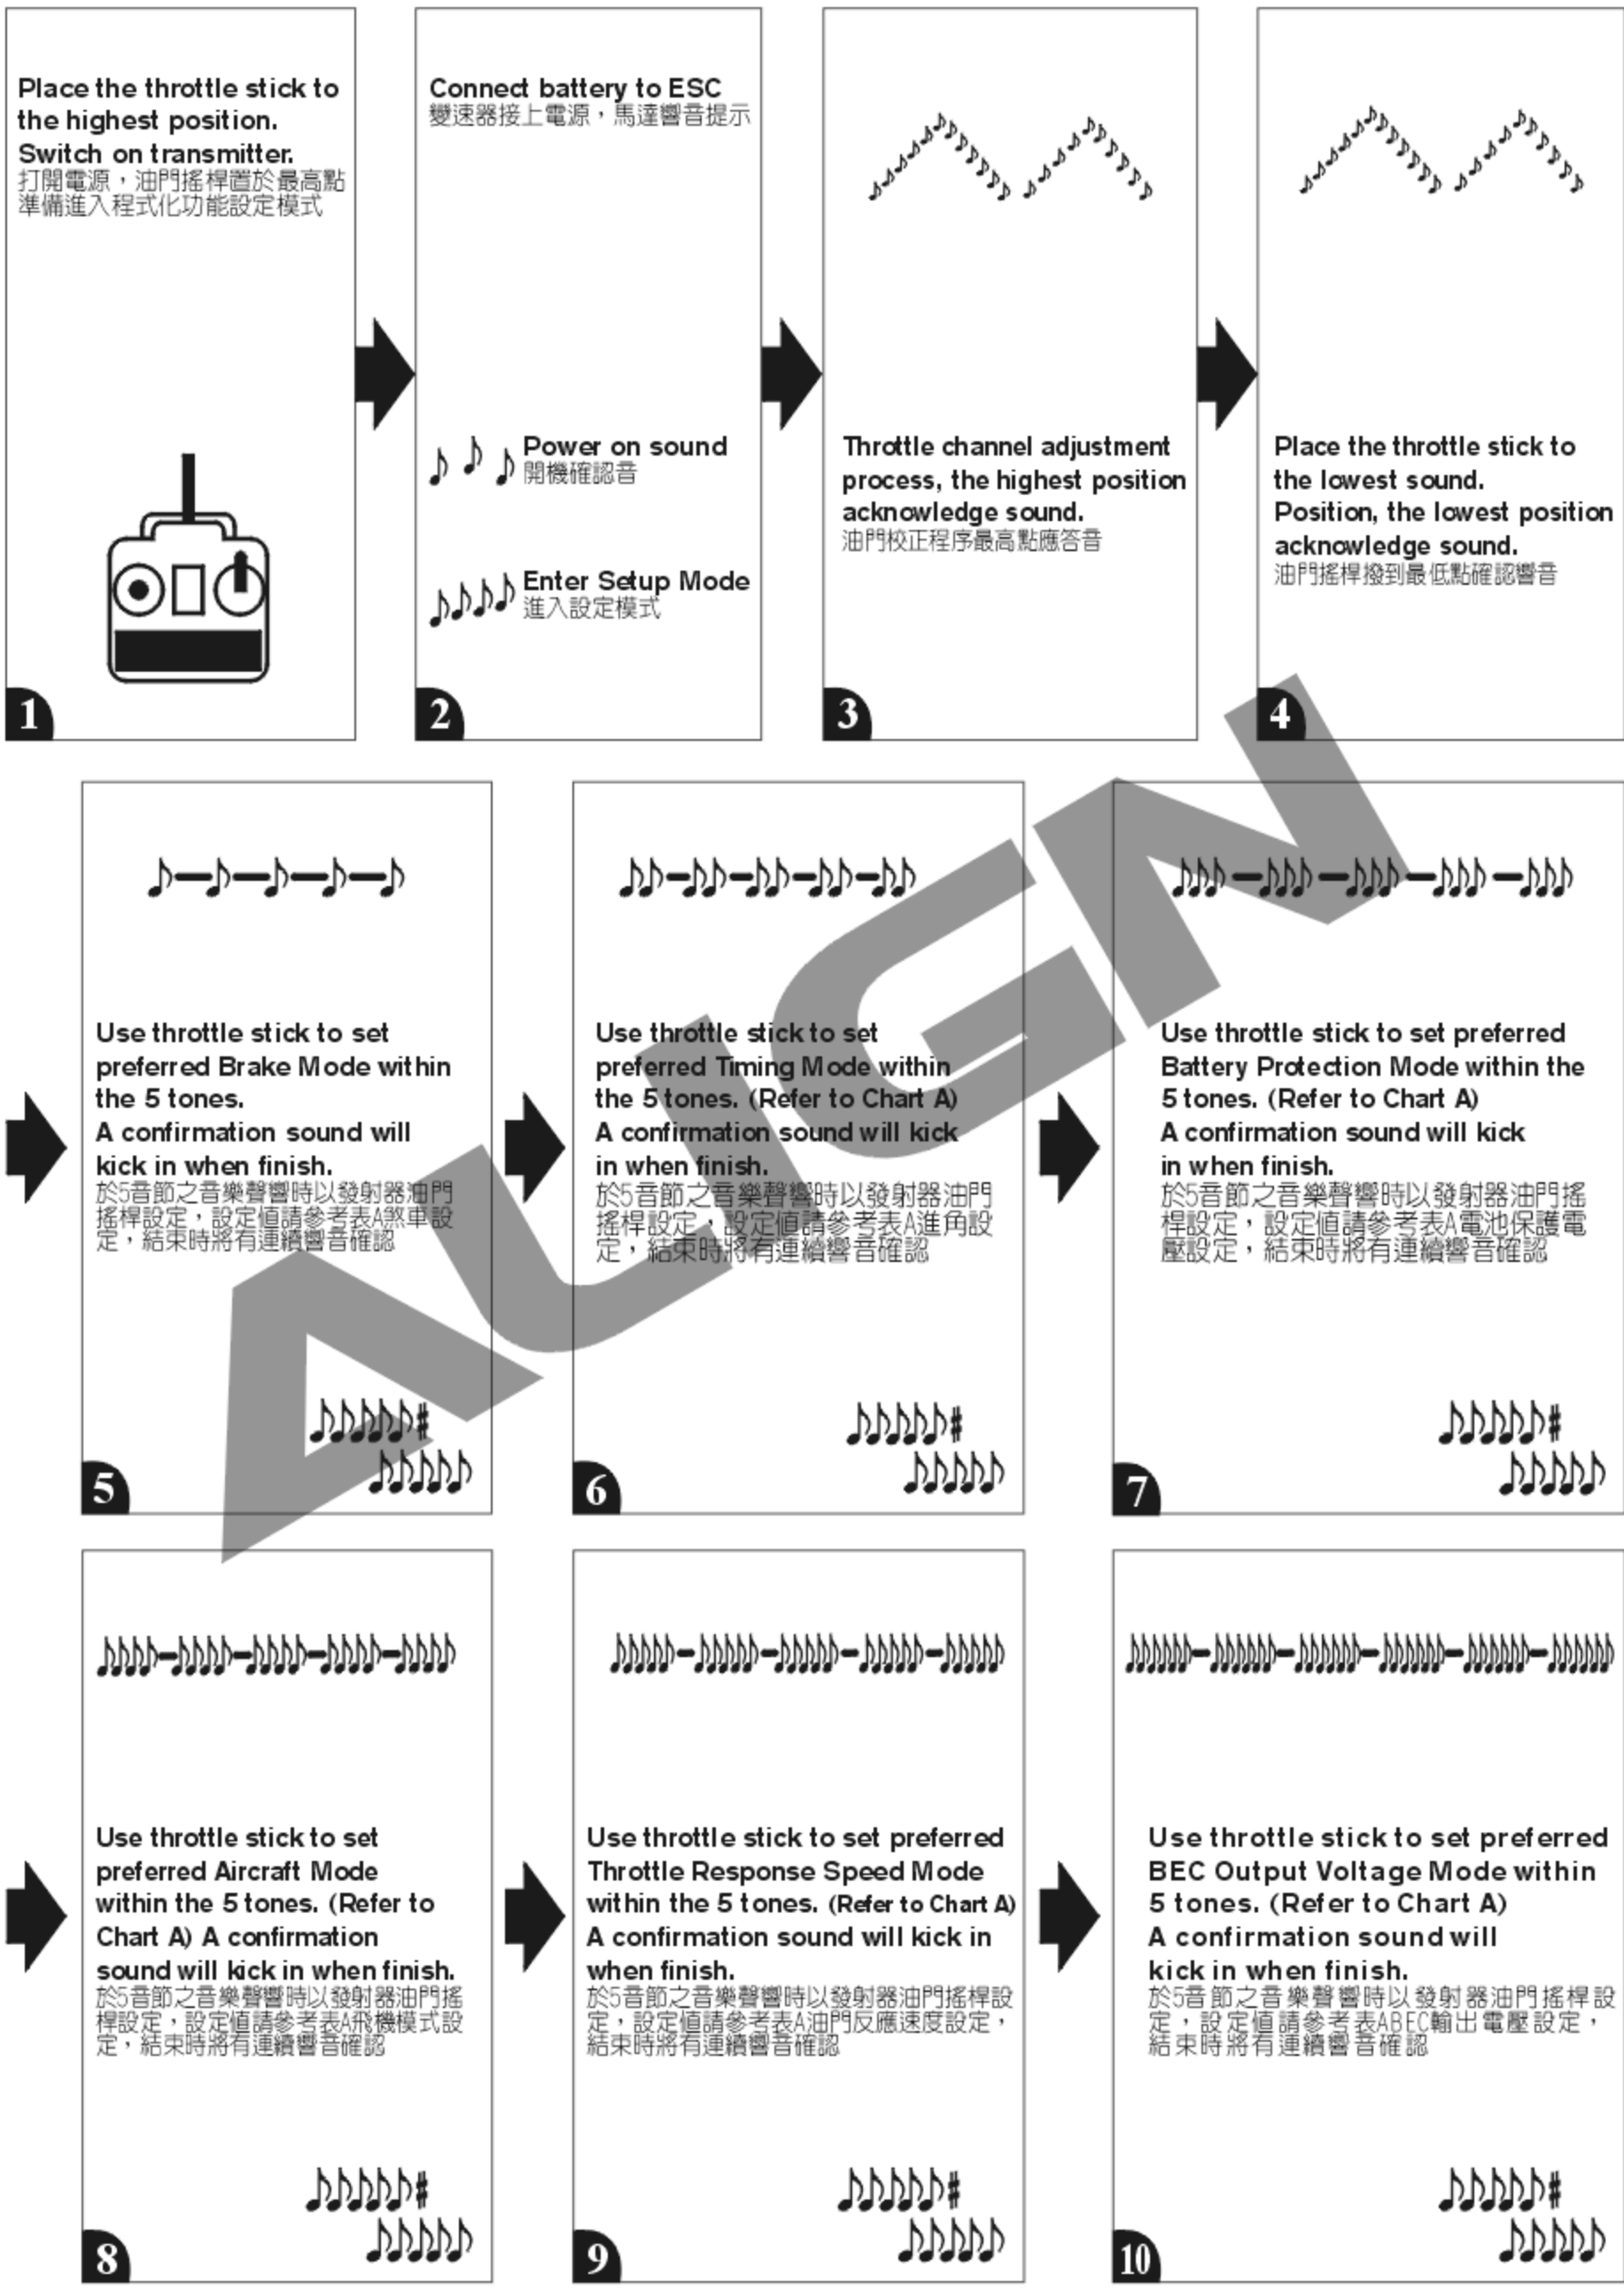 Place the throttle stick to
the highest position.
Switch on transmitter.
打開電源，油門搖桿置於最高點
準備進入程式化功能設定模式
1
Connect battery to ESC
變速器接上電源，馬達響音提示
Power on sound
開機確認音
Enter Setup Mode
進入設定模式
2
Throttle channel adjustment
process, the highest position
acknowledge sound.
油門校正程序最高點應答音
3
Place the throttle stick to
the lowest sound.
Position, the lowest position
acknowledge sound.
油門搖桿撥到最低點確認響音
4
Use throttle stick to set
preferred Brake Mode within
the 5 tones.
A confirmation sound will
kick in when finish.
於5音節之音樂聲響時以發射器油門
搖桿設定，設定值請參考表A煞車設
定，結束時將有連續響音確認
5
Use throttle stick to set
preferred Timing Mode within
the 5 tones. (Refer to Chart A)
A confirmation sound will kick
in when finish.
於5音節之音樂聲響時以發射器油門
搖桿設定，設定值請參考表A進角設
定，結束時將有連續響音確認
6
Use throttle stick to set preferred
Battery Protection Mode within the
5 tones. (Refer to Chart A)
A confirmation sound will kick
in when finish.
於5音節之音樂聲響時以發射器油門搖
桿設定，設定值請參考表A電池保護電
壓設定，結束時將有連續響音確認
7
ALIGN
Use throttle stick to set
preferred Aircraft Mode
within the 5 tones. (Refer to
Chart A) A confirmation
sound will kick in when finish.
於5音節之音樂聲響時以發射器油門搖
桿設定，設定值請參考表A飛機模式設
定，結束時將有連續響音確認
8
Use throttle stick to set preferred
Throttle Response Speed Mode
within the 5 tones. (Refer to Chart A)
A confirmation sound will kick in
when finish.
於5音節之音樂聲響時以發射器油門搖桿設
定，設定值請參考表A油門反應速度設定，
結束時將有連續響音確認
9
Use throttle stick to set preferred
BEC Output Voltage Mode within
5 tones. (Refer to Chart A)
A confirmation sound will
kick in when finish.
於5音節之音樂聲響時以發射器油門搖桿設
定，設定值請參考表ABEC輸出電壓設定，
結束時將有連續響音確認
10